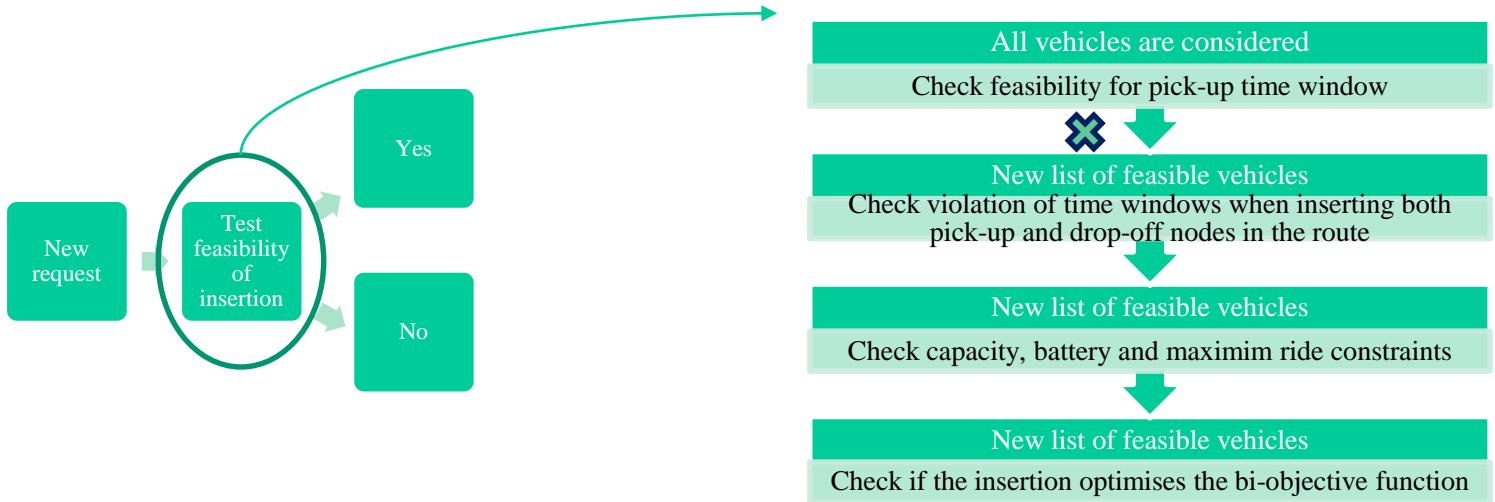 New
request
Test
feasibility
of
insertion
Yes
No
All vehicles are considered
Check feasibility for pick-up time window
New list of feasible vehicles
Check violation of time windows when inserting both
pick-up and drop-off nodes in the route
New list of feasible vehicles
Check capacity, battery and maximim ride constraints
New list of feasible vehicles
Check if the insertion optimises the bi-objective function